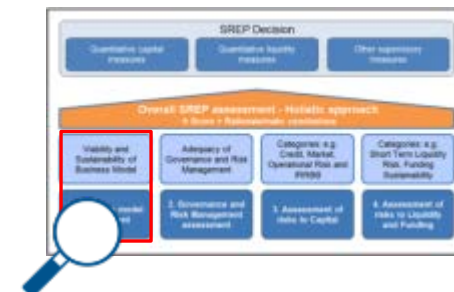 SREP Decision
Quantitative capital
measures
Quantitative liquidity
measures
Other supervisory
measures
Overall SREP assessment - Holistic approach
Viability and
Sustainability of
Business Model
Adequacy of
Governance and Risk
Management
Categories: e.g.
Credit, Market,
Operational Risk and
IRRBB
Categories: e.g.
Short Term Liquidity
Risk, Funding
Sustainability
model
2. Governance and
Risk Management
assessment
3. Assessment of
risks to Capital
4. Assessment of
risks to Liquidity
and Funding